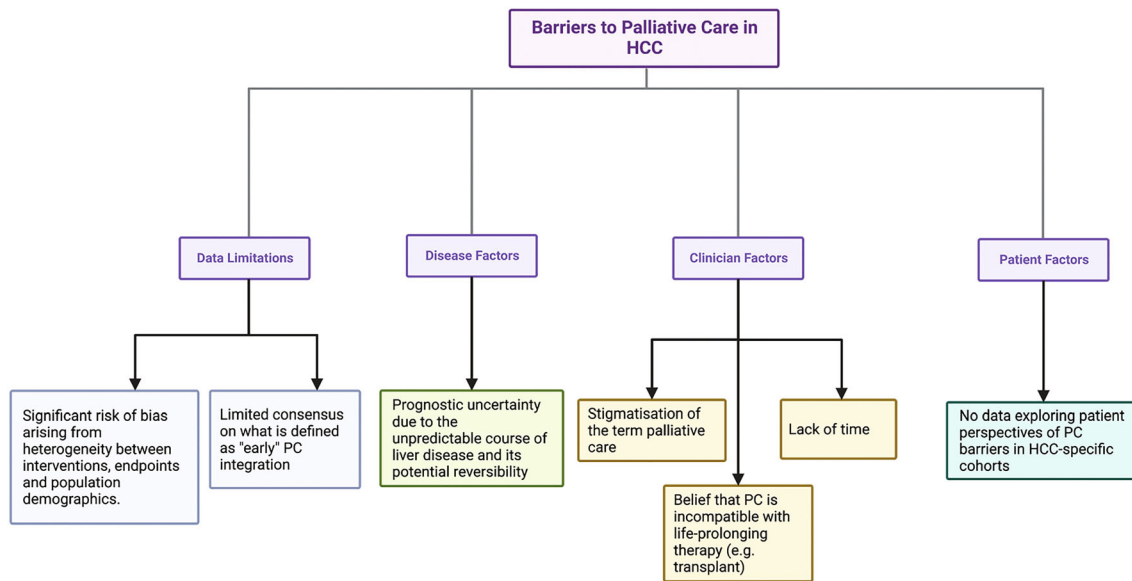 Barriers to Palliative Care in
HCC
Data Limitations
Disease Factors
Clinician Factors
Patient Factors
Significant risk of bias
arising from
heterogeneity between
interventions, endpoints
and population
demographics.
Limited consensus
on what is defined
as "early" PC
integration
Prognostic uncertainty
due to the
unpredictable course of
liver disease and its
potential reversibility
Stigmatisation of
the term palliative
care
Lack of time
No data exploring patient
perspectives of PC
barriers in HCC-specific
cohorts
Belief that PC is
incompatible with
life-prolonging
therapy (e.g.
transplant)